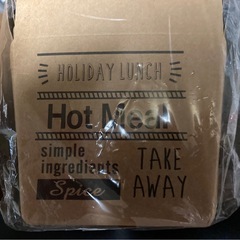 HOLIDAY LUNCH
Hot Meal
simple
ingredients
Spice
TAKE
AWAY